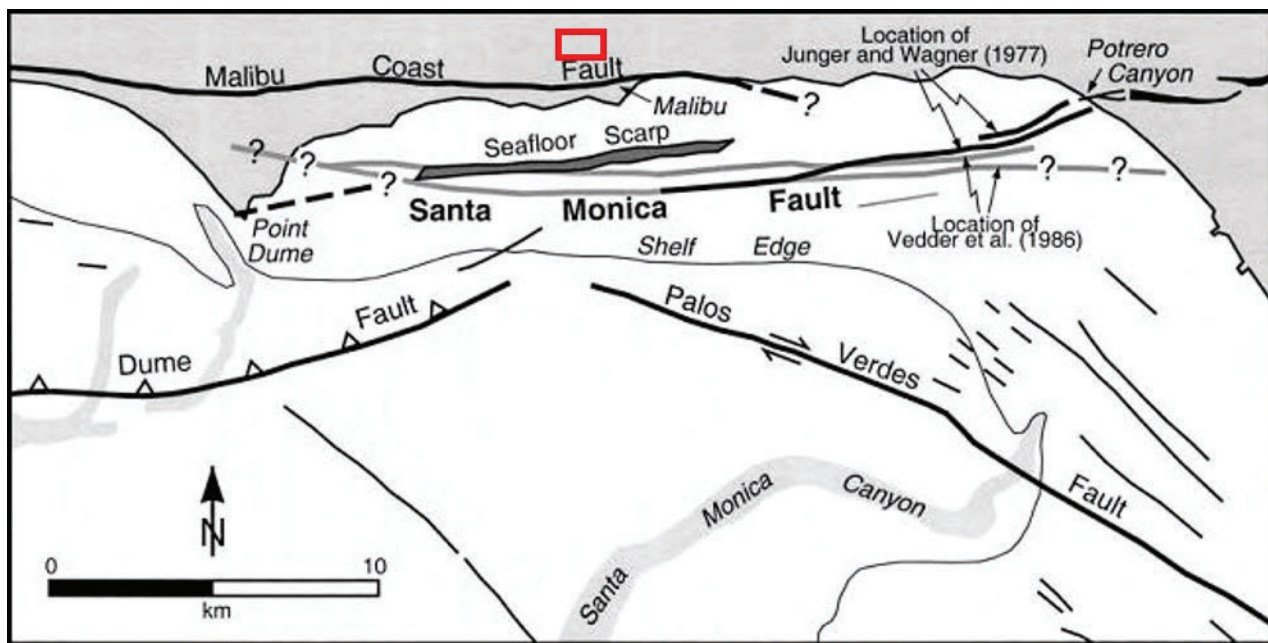 Location of
Junger and Wagner (1977)
Potrero
Canyon
Malibu Coast Fault
Malibu
?
Seafloor Scarp
? ? ?
? ?
Santa Monica Fault
Point
Dume
Location of
Vedder et al. (1986)
Shelf Edge
Dume Fault
Palos Verdes Fault
Santa Monica Canyon
N
0 10
km